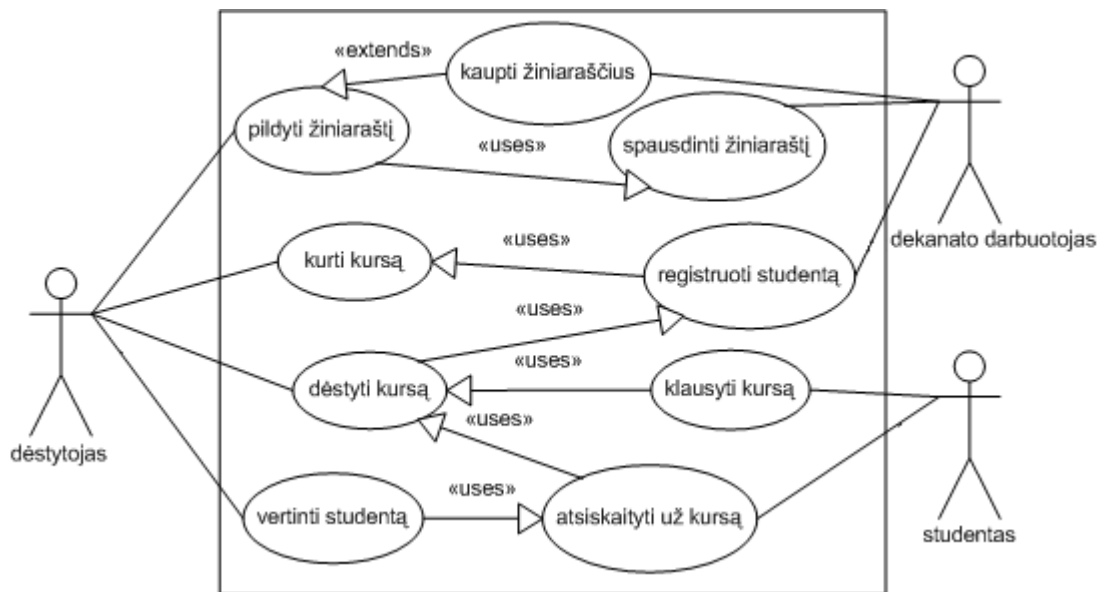 «extends»
kaupti žiniaraščius
pildyti žiniaraštį
«uses»
spausdinti žiniaraštį
dekanato darbuotojas
«uses»
kurti kursą
registruoti studentą
«uses»
«uses»
dėstyti kursą
klausyti kursą
«uses»
dėstytojas
«uses»
vertinti studentą
atsiskaityti už kursą
studentas